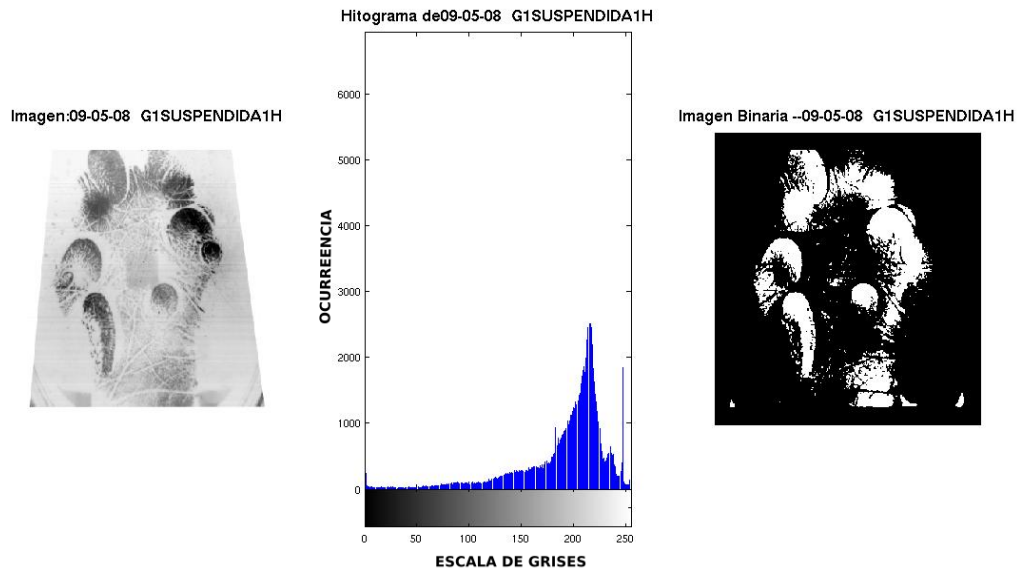 Hitograma de09-05-08 G1SUSPENDIDA1H
Imagen:09-05-08 G1SUSPENDIDA1H
Imagen Binaria --09-05-08 G1SUSPENDIDA1H
OCURREENCIA
6000
5000
4000
3000
2000
1000
0
0 50 100 150 200 250
ESCALA DE GRISES